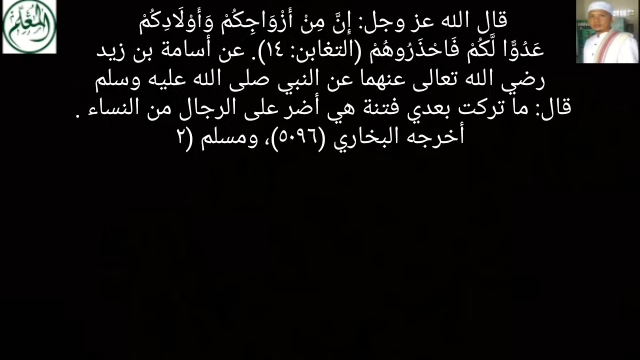 المعلم
قال الله عز وجل: إِنَّ مِنْ أَزْوَاجِكُمْ وَأَوْلَادِكُمْ
عَدُوًّا لَّكُمْ فَاحْذَرُوهُمْ (التغابن: ١٤). عن أسامة بن زيد
رضي الله تعالى عنهما عن النبي صلى الله عليه وسلم
قال: ما تركت بعدي فتنة هي أضر على الرجال من النساء .
أخرجه البخاري (٥٠٩٦)، ومسلم (٢